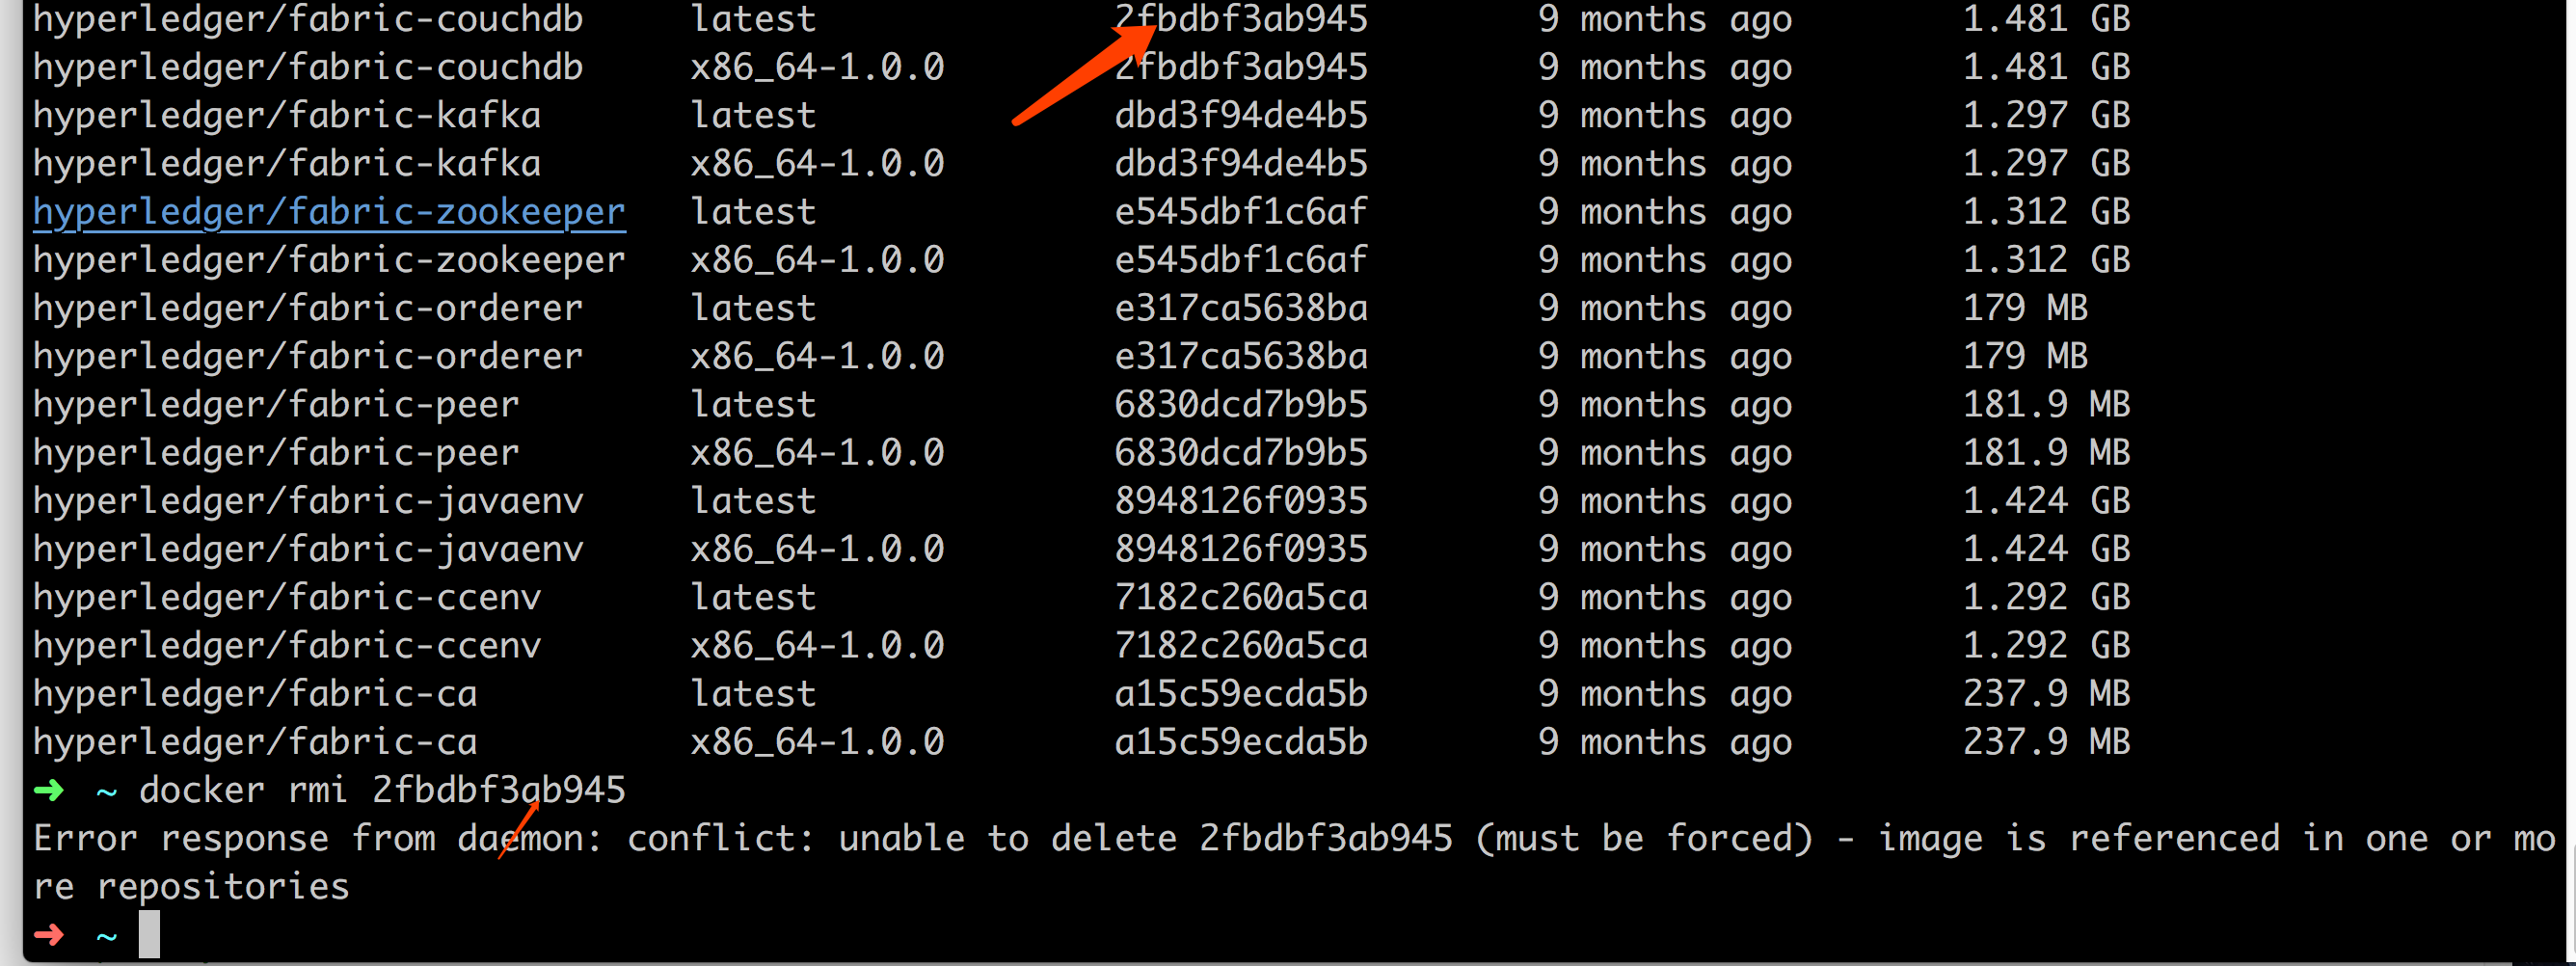 hyperledger/fabric-couchdb latest 2fbdbf3ab945 9 months ago 1.481 GB
hyperledger/fabric-couchdb x86_64-1.0.0 2fbdbf3ab945 9 months ago 1.481 GB
hyperledger/fabric-kafka latest dbd3f94de4b5 9 months ago 1.297 GB
hyperledger/fabric-kafka x86_64-1.0.0 dbd3f94de4b5 9 months ago 1.297 GB
hyperledger/fabric-zookeeper latest e545dbf1c6af 9 months ago 1.312 GB
hyperledger/fabric-zookeeper x86_64-1.0.0 e545dbf1c6af 9 months ago 1.312 GB
hyperledger/fabric-orderer latest e317ca5638ba 9 months ago 179 MB
hyperledger/fabric-orderer x86_64-1.0.0 e317ca5638ba 9 months ago 179 MB
hyperledger/fabric-peer latest 6830dcd7b9b5 9 months ago 181.9 MB
hyperledger/fabric-peer x86_64-1.0.0 6830dcd7b9b5 9 months ago 181.9 MB
hyperledger/fabric-javaenv latest 8948126f0935 9 months ago 1.424 GB
hyperledger/fabric-javaenv x86_64-1.0.0 8948126f0935 9 months ago 1.424 GB
hyperledger/fabric-ccenv latest 7182c260a5ca 9 months ago 1.292 GB
hyperledger/fabric-ccenv x86_64-1.0.0 7182c260a5ca 9 months ago 1.292 GB
hyperledger/fabric-ca latest a15c59ecda5b 9 months ago 237.9 MB
hyperledger/fabric-ca x86_64-1.0.0 a15c59ecda5b 9 months ago 237.9 MB
➜ ~ docker rmi 2fbdbf3ab945
Error response from daemon: conflict: unable to delete 2fbdbf3ab945 (must be forced) - image is referenced in one or mo
re repositories
➜ ~